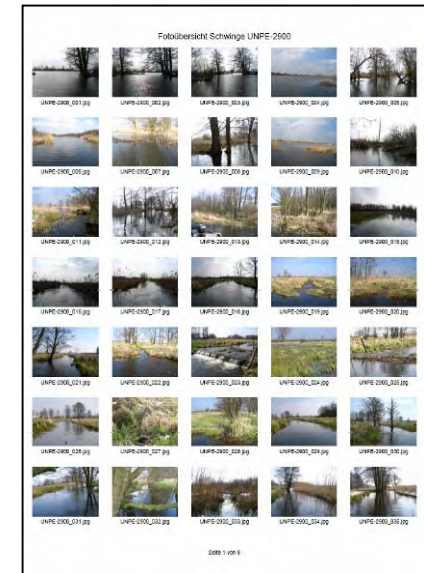 Fotoübersicht Schwinge UNPE-2900
UNPE-2900_001.jpg UNPE-2900_002.jpg UNPE-2900_003.jpg UNPE-2900_004.jpg UNPE-2900_005.jpg
UNPE-2900_006.jpg UNPE-2900_007.jpg UNPE-2900_008.jpg UNPE-2900_009.jpg UNPE-2900_010.jpg
UNPE-2900_011.jpg UNPE-2900_012.jpg UNPE-2900_013.jpg UNPE-2900_014.jpg UNPE-2900_015.jpg
UNPE-2900_016.jpg UNPE-2900_017.jpg UNPE-2900_018.jpg UNPE-2900_019.jpg UNPE-2900_020.jpg
UNPE-2900_021.jpg UNPE-2900_022.jpg UNPE-2900_023.jpg UNPE-2900_024.jpg UNPE-2900_025.jpg
UNPE-2900_026.jpg UNPE-2900_027.jpg UNPE-2900_028.jpg UNPE-2900_029.jpg UNPE-2900_030.jpg
UNPE-2900_031.jpg UNPE-2900_032.jpg UNPE-2900_033.jpg UNPE-2900_034.jpg UNPE-2900_035.jpg